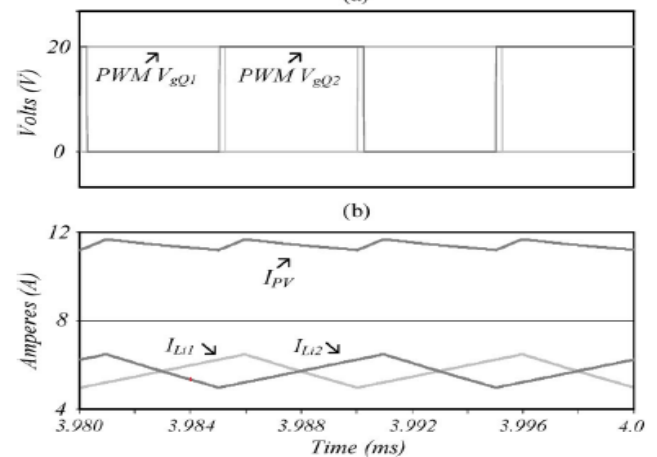 (a)
20
PWM VgQ1
PWM VgQ2
Volts (V)
0
(b)
12
IPV
Amperes (A)
8
ILi1
ILi2
4
3.980
3.984
3.988
3.992
3.996
4.0
Time (ms)